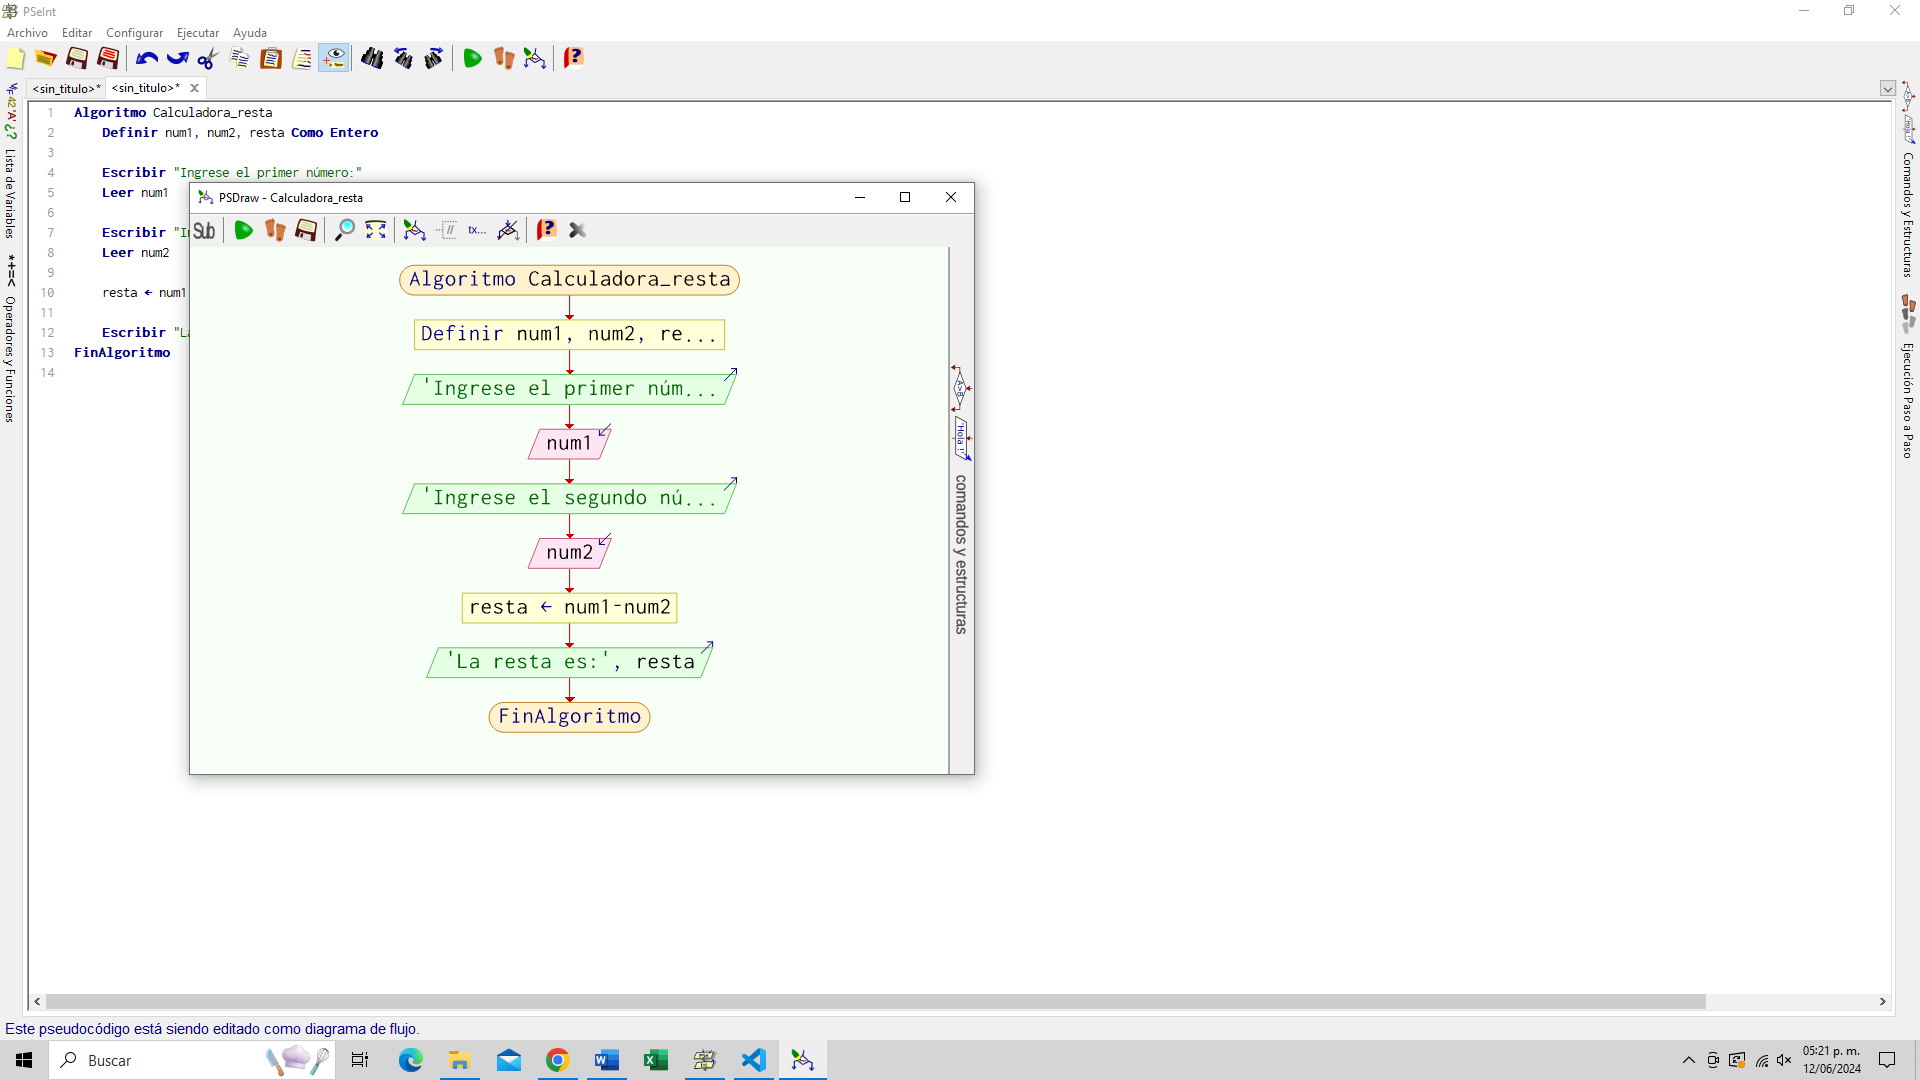 PSeInt
Archivo Editar Configurar Ejecutar Ayuda
<sin_titulo>* <sin_titulo>*
1 Algoritmo Calculadora_resta
2 Definir num1, num2, resta Como Entero
3
4 Escribir "Ingrese el primer número:"
5 Leer num1
6
7 Escribir "I
8 Leer num2
9
10 resta ← num1
11
12 Escribir "La
13 FinAlgoritmo
14
Lista de Variables
*+=< Operadores y Funciones
PSDraw - Calculadora_resta
Sub
tx...
Algoritmo Calculadora_resta
Definir num1, num2, re...
'Ingrese el primer núm...
num1
'Ingrese el segundo nú...
num2
resta ← num1-num2
'La resta es:', resta
FinAlgoritmo
A>B
'Hola !'
comandos y estructuras
Comandos y Estructuras
Ejecución Paso a Paso
Este pseudocódigo está siendo editado como diagrama de flujo.
Buscar
05:21 p. m.
12/06/2024